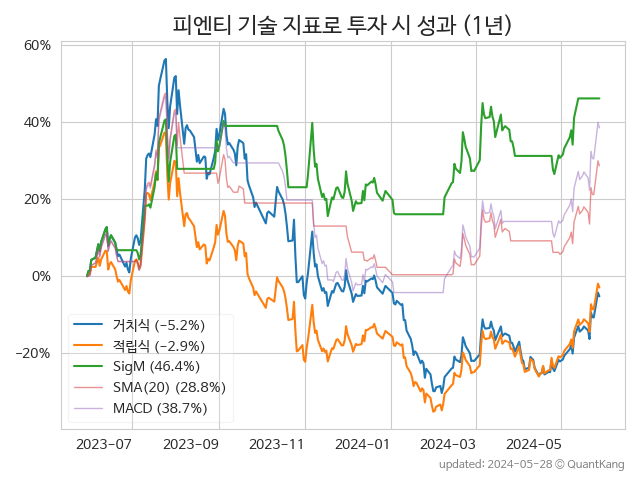 피엔티 기술 지표로 투자 시 성과 (1년)
60%
40%
20%
0%
−20%
거치식 (−5.2%)
적립식 (−2.9%)
SigM (46.4%)
SMA(20) (28.8%)
MACD (38.7%)
2023−07 2023−09 2023−11 2024−01 2024−03 2024−05
updated: 2024−05−28 © QuantKang